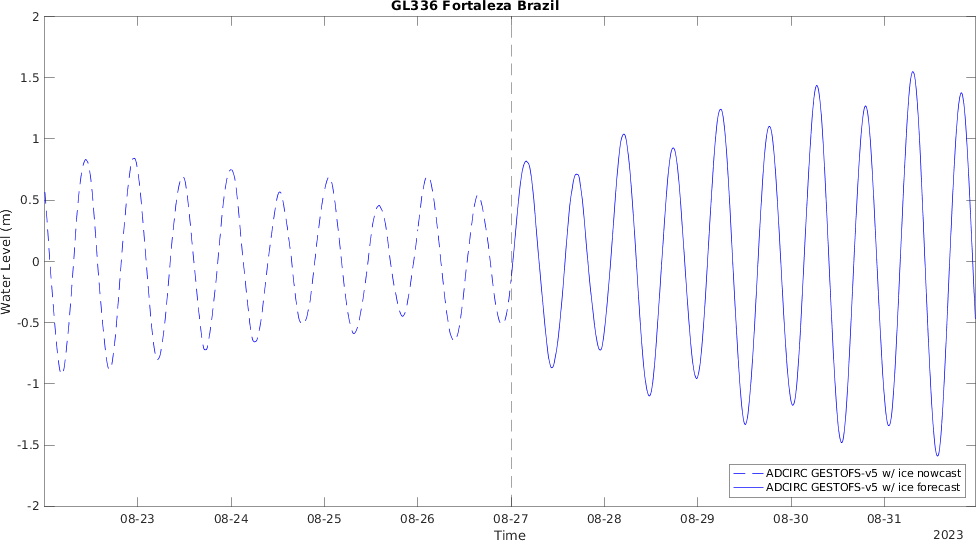 GL336 Fortaleza Brazil
2
1.5
1
0.5
0
-0.5
-1
-1.5
-2
Water Level (m)
ADCIRC GESTOFS-v5 w/ ice nowcast
ADCIRC GESTOFS-v5 w/ ice forecast
08-23 08-24 08-25 08-26 08-27 08-28 08-29 08-30 08-31
Time
2023